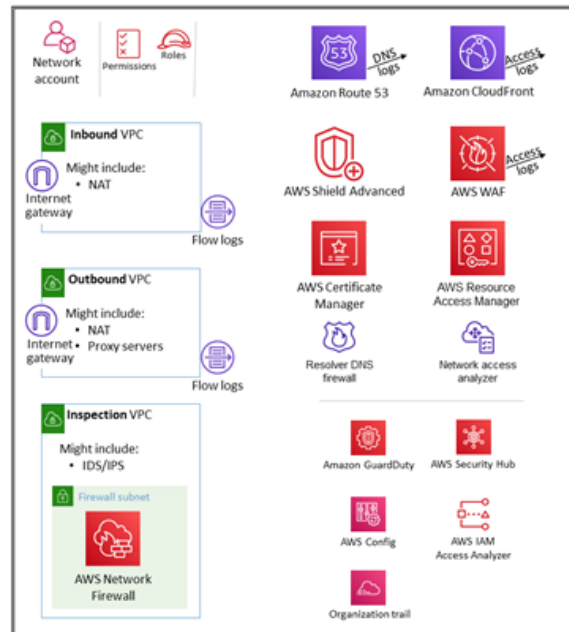 Network
account
Permissions
Roles
53
DNS
logs
Amazon Route 53
Access
logs
Amazon CloudFront
Inbound VPC
Might include:
• NAT
Internet
gateway
Flow logs
AWS Shield Advanced
Access
logs
AWS WAF
Outbound VPC
Might include:
• NAT
• Proxy servers
Internet
gateway
Flow logs
AWS Certificate
Manager
AWS Resource
Access Manager
Resolver DNS
firewall
Network access
analyzer
Inspection VPC
Might include:
• IDS/IPS
Firewall subnet
AWS Network
Firewall
Amazon GuardDuty
AWS Security Hub
AWS Config
AWS IAM
Access Analyzer
Organization trail